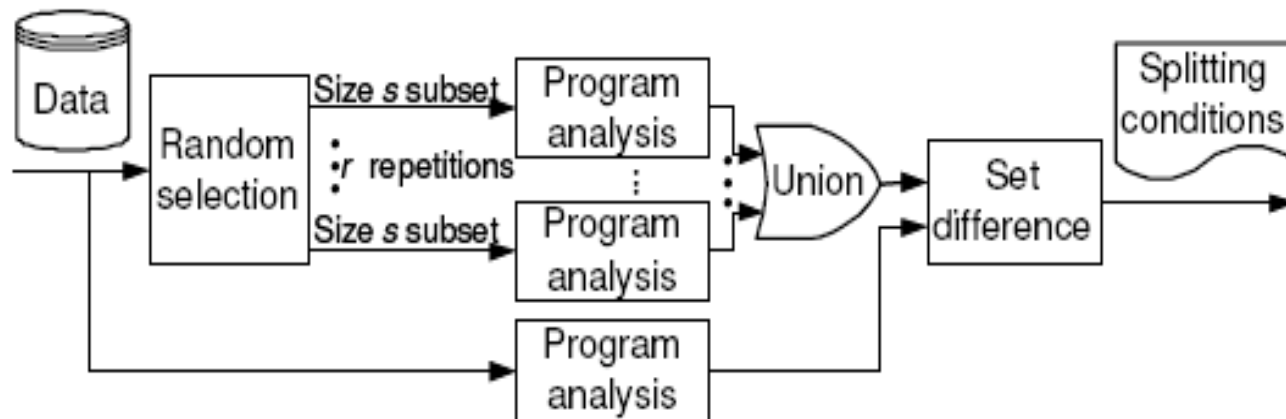 Data
Random
selection
Size s subset
r repetitions
Size s subset
Program
analysis
Program
analysis
Program
analysis
Union
Set
difference
Splitting
conditions